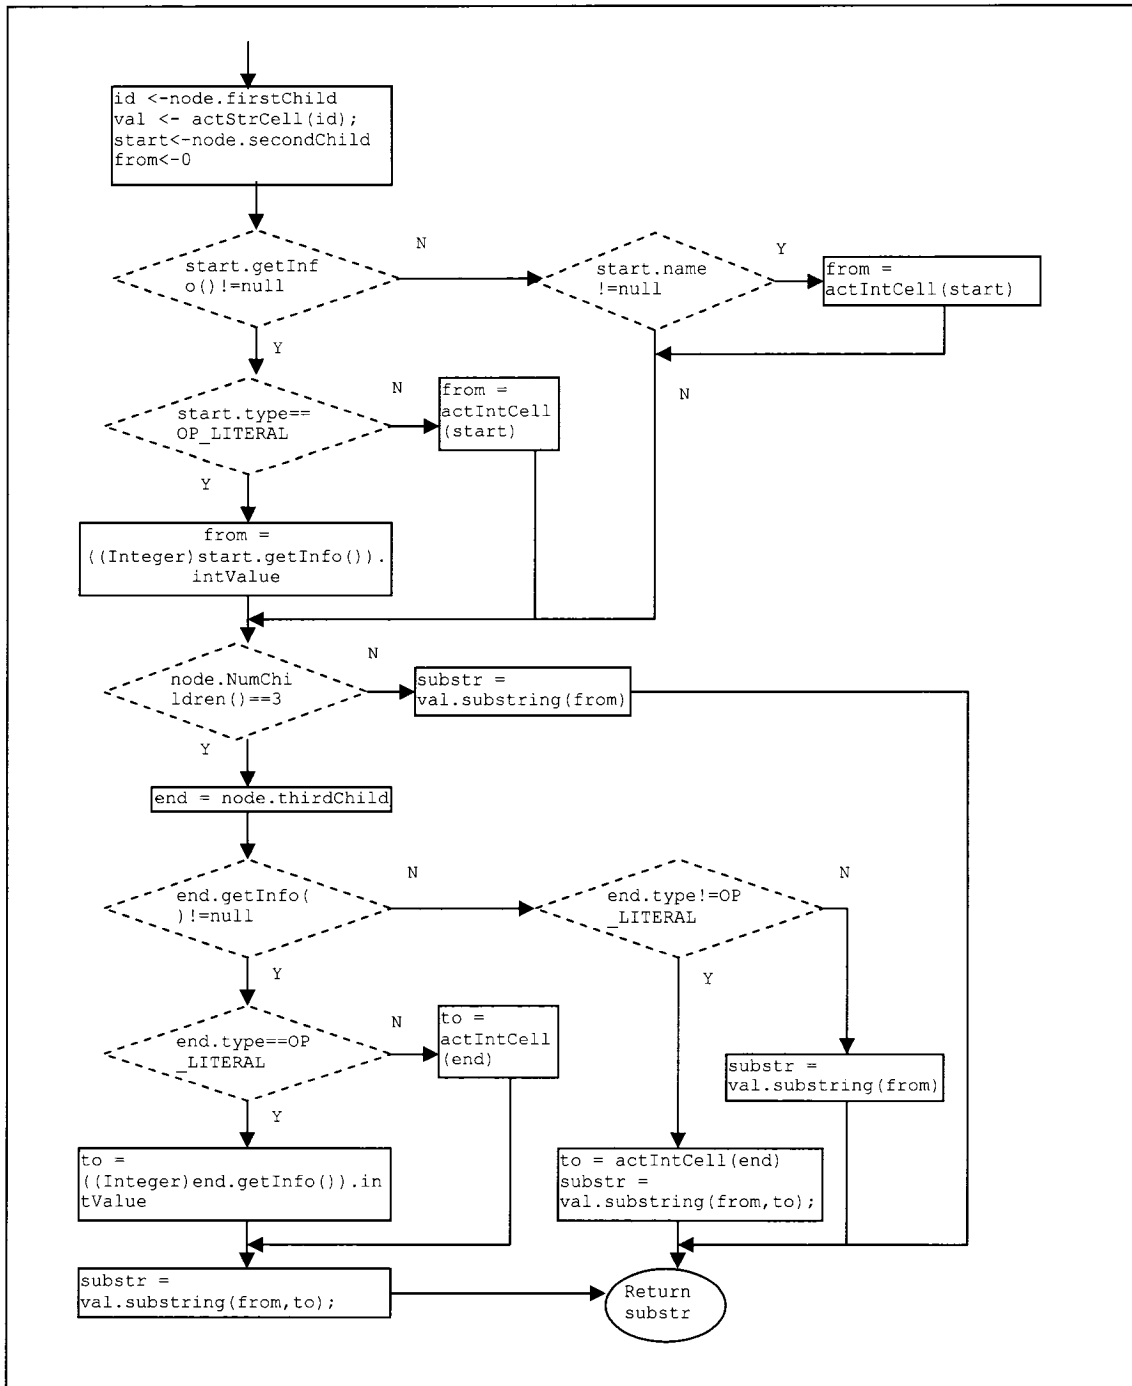 id <-node.firstChild
val <- actStrCell(id);
start<-node.secondChild
from<-0
start.getInf
o()!=null
N
start.name
!=null
Y
from =
actIntCell(start)
Y
N
start.type==
OP_LITERAL
N
from =
actIntCell
(start)
Y
from =
((Integer)start.getInfo()).
intValue
node.NumChi
ldren()==3
N
substr =
val.substring(from)
Y
end = node.thirdChild
end.getInfo(
)!=null
N
end.type!=OP
_LITERAL
N
Y
Y
end.type==OP
_LITERAL
N
to =
actIntCell
(end)
substr =
val.substring(from)
Y
to =
((Integer)end.getInfo()).in
tValue
to = actIntCell(end)
substr =
val.substring(from,to);
substr =
val.substring(from,to);
Return
substr